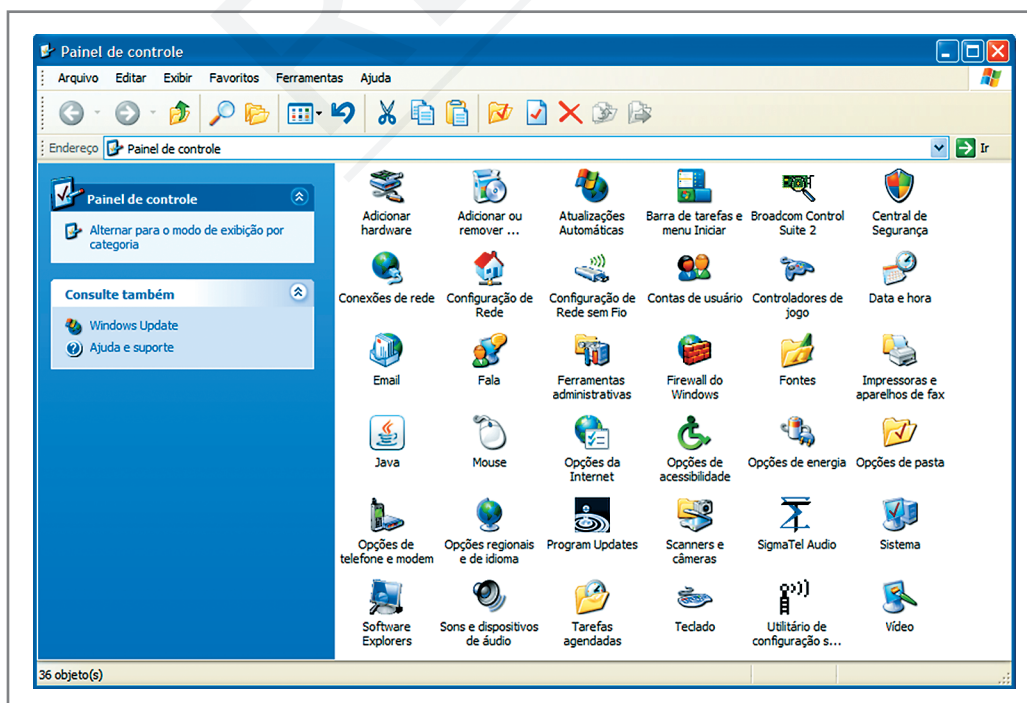 Painel de controle
Arquivo Editar Exibir Favoritos Ferramentas Ajuda
Endereço Painel de controle Ir
Painel de controle
Alternar para o modo de exibição por
categoria
Consulte também
Windows Update
Ajuda e suporte
Adicionar
hardware
Adicionar ou
remover ...
Atualizações
Automáticas
Barra de tarefas e
menu Iniciar
Broadcom Control
Suite 2
Central de
Segurança
Conexões de rede
Configuração de
Rede
Configuração de
Rede sem Fio
Contas de usuário
Controladores de
jogo
Data e hora
Email
Fala
Ferramentas
administrativas
Firewall do
Windows
Fontes
Impressoras e
aparelhos de fax
Java
Mouse
Opções da
Internet
Opções de
acessibilidade
Opções de energia
Opções de pasta
Opções de
telefone e modem
Opções regionais
e de idioma
Program Updates
Scanners e
câmeras
SigmaTel Audio
Sistema
Software
Explorers
Sons e dispositivos
de áudio
Tarefas
agendadas
Teclado
Utilitário de
configuração s...
Vídeo
36 objeto(s)